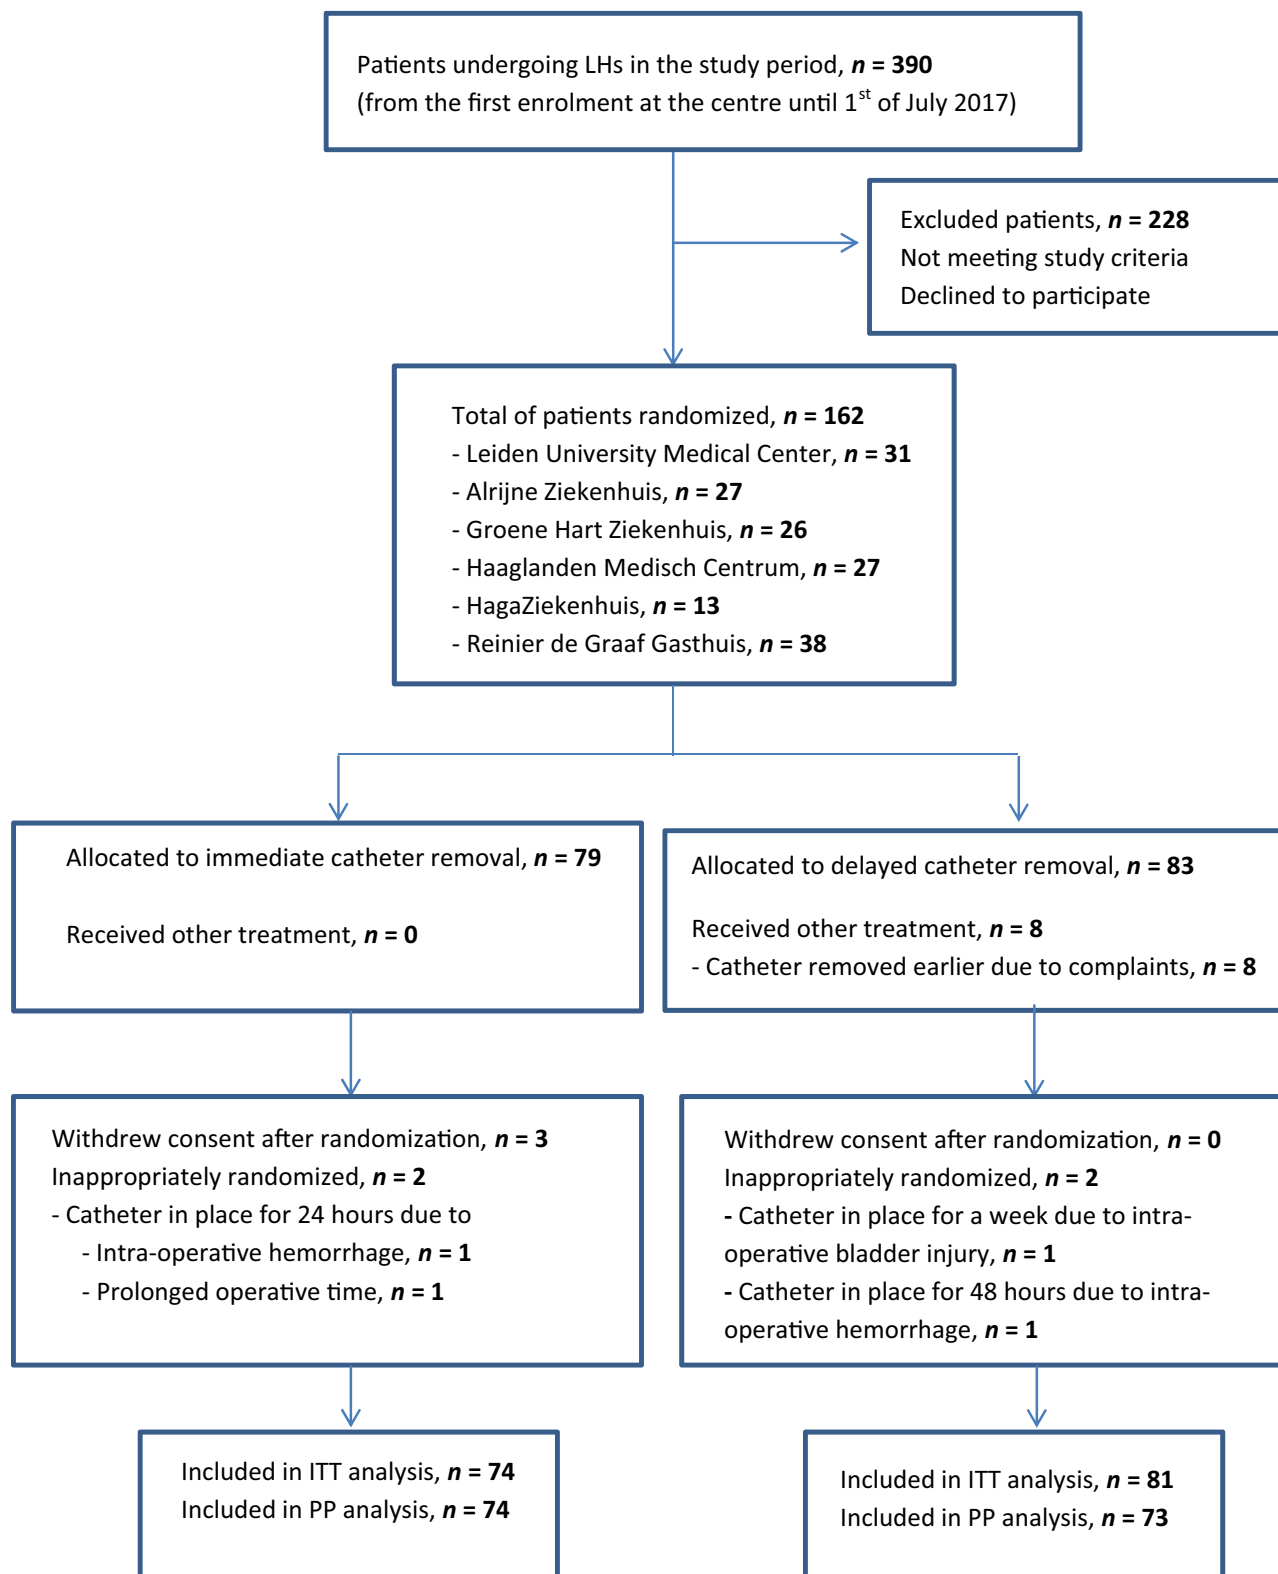 Patients undergoing LHs in the study period, n = 390
(from the first enrolment at the centre until 1st of July 2017)
Excluded patients, n = 228
Not meeting study criteria
Declined to participate
Total of patients randomized, n = 162
- Leiden University Medical Center, n = 31
- Alrijne Ziekenhuis, n = 27
- Groene Hart Ziekenhuis, n = 26
- Haaglanden Medisch Centrum, n = 27
- HagaZiekenhuis, n = 13
- Reinier de Graaf Gasthuis, n = 38
Allocated to immediate catheter removal, n = 79
Received other treatment, n = 0
Allocated to delayed catheter removal, n = 83
Received other treatment, n = 8
- Catheter removed earlier due to complaints, n = 8
Withdrew consent after randomization, n = 3
Inappropriately randomized, n = 2
- Catheter in place for 24 hours due to
- Intra-operative hemorrhage, n = 1
- Prolonged operative time, n = 1
Withdrew consent after randomization, n = 0
Inappropriately randomized, n = 2
- Catheter in place for a week due to intra-
operative bladder injury, n = 1
- Catheter in place for 48 hours due to intra-
operative hemorrhage, n = 1
Included in ITT analysis, n = 74
Included in PP analysis, n = 74
Included in ITT analysis, n = 81
Included in PP analysis, n = 73